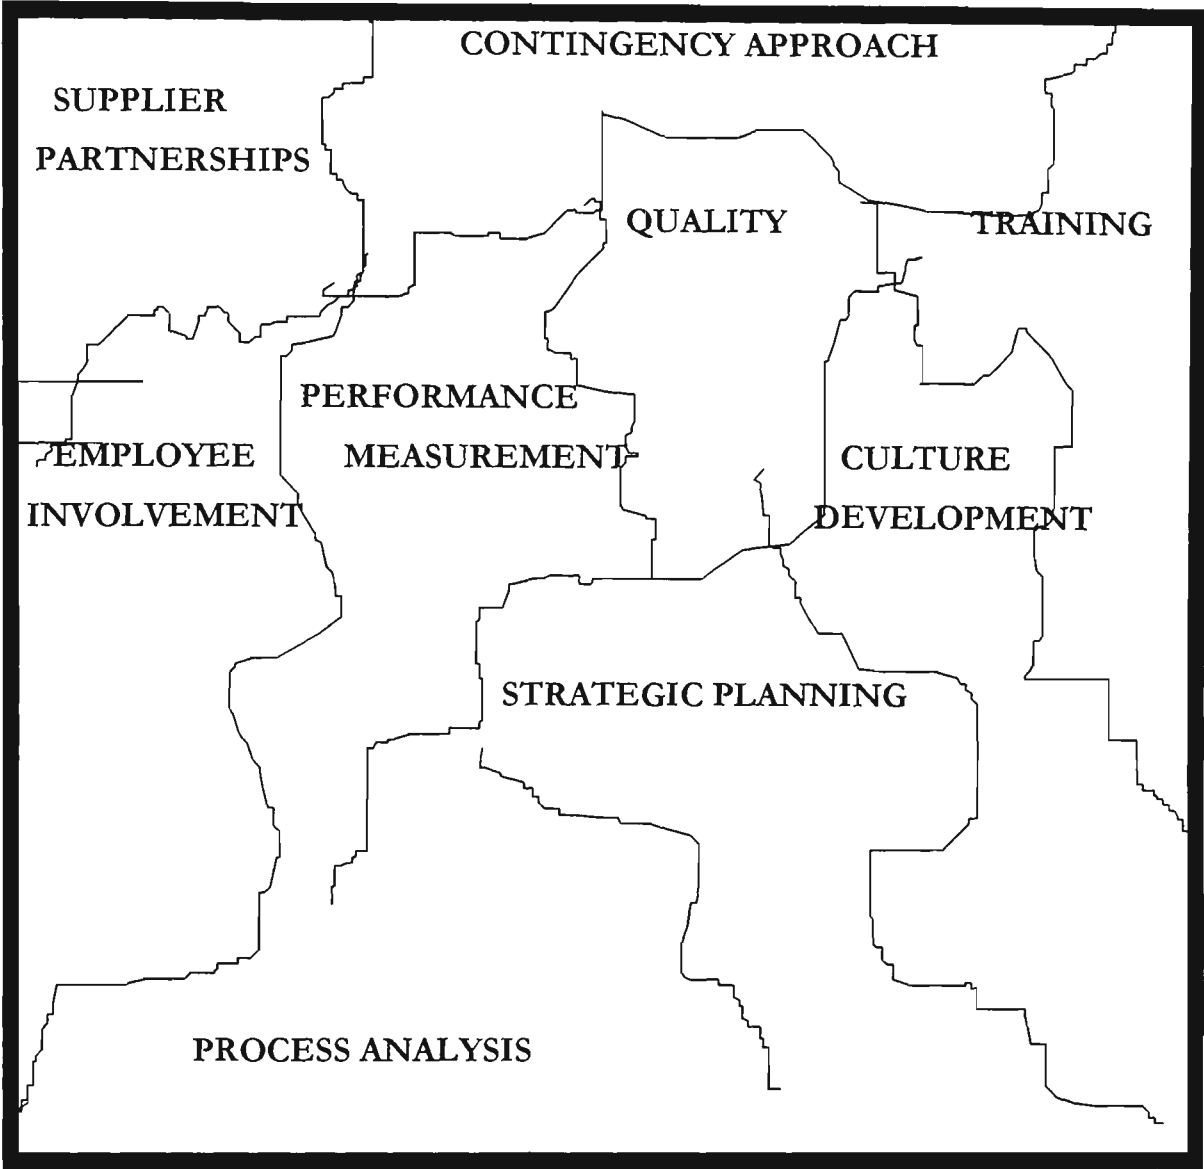 CONTINGENCY APPROACH
SUPPLIER
PARTNERSHIPS
QUALITY
TRAINING
PERFORMANCE
MEASUREMENT
EMPLOYEE
INVOLVEMENT
CULTURE
DEVELOPMENT
STRATEGIC PLANNING
PROCESS ANALYSIS